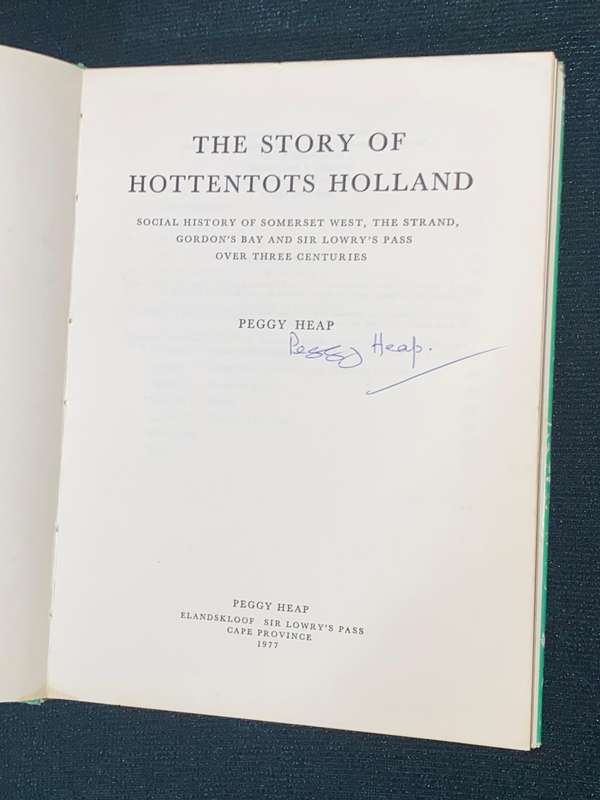 THE STORY OF
HOTTENTOTS HOLLAND
SOCIAL HISTORY OF SOMERSET WEST, THE STRAND,
GORDON'S BAY AND SIR LOWRY'S PASS
OVER THREE CENTURIES
PEGGY HEAP
Peggy Heap.
PEGGY HEAP
ELANDSKLOOF SIR LOWRY'S PASS
CAPE PROVINCE
1977